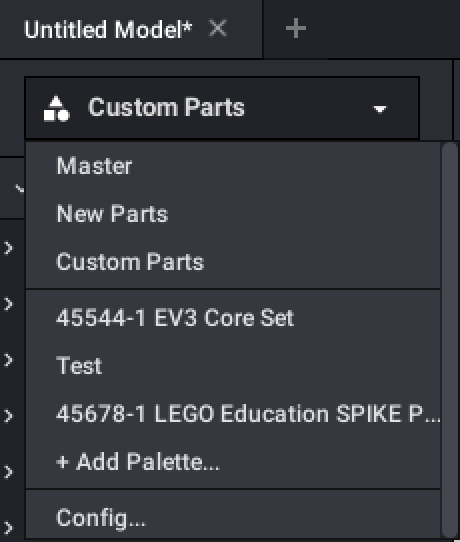 Untitled Model*
Custom Parts
Master
New Parts
Custom Parts
45544-1 EV3 Core Set
Test
45678-1 LEGO Education SPIKE P...
+ Add Palette...
Config...